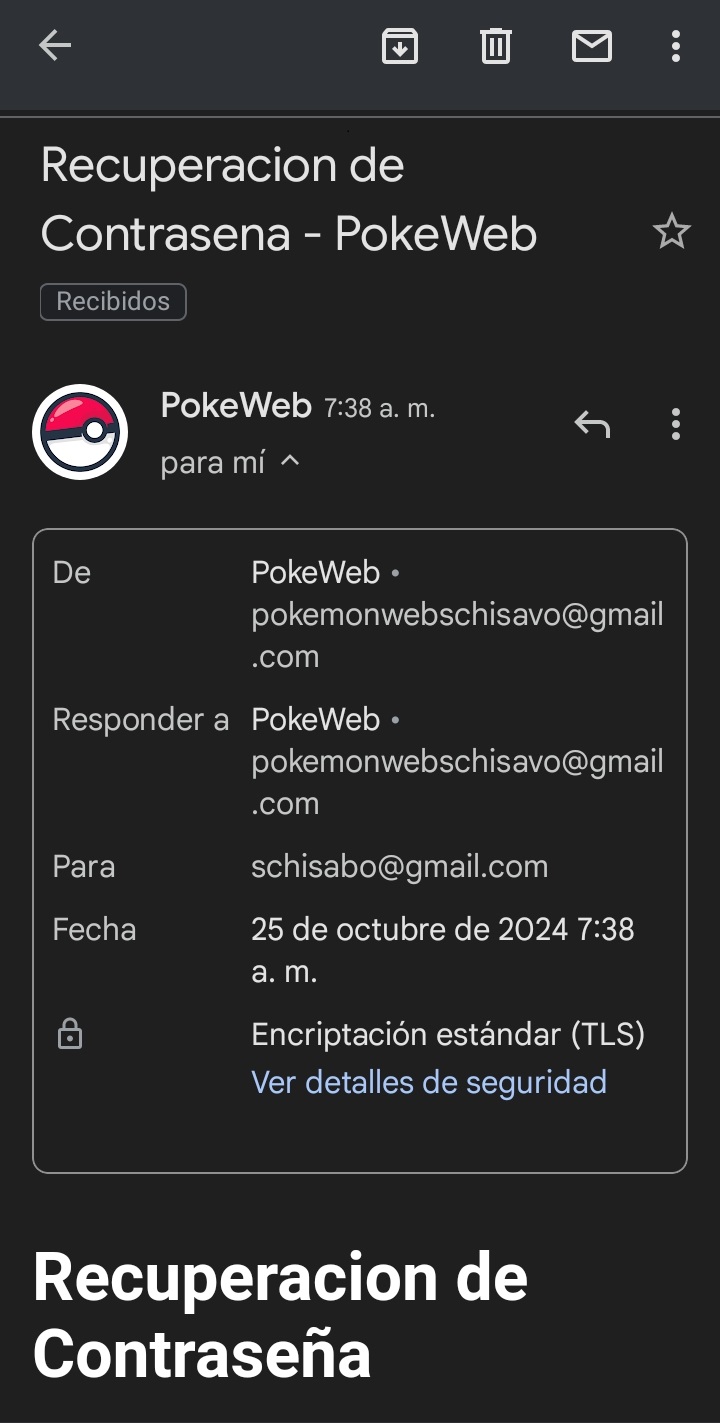 Recuperacion de
Contrasena - PokeWeb
Recibidos
PokeWeb 7:38 a. m.
para mí
De PokeWeb •
pokemonwebschisavo@gmail
.com
Responder a PokeWeb •
pokemonwebschisavo@gmail
.com
Para schisabo@gmail.com
Fecha 25 de octubre de 2024 7:38
a. m.
Encriptación estándar (TLS)
Ver detalles de seguridad
Recuperacion de
Contraseña